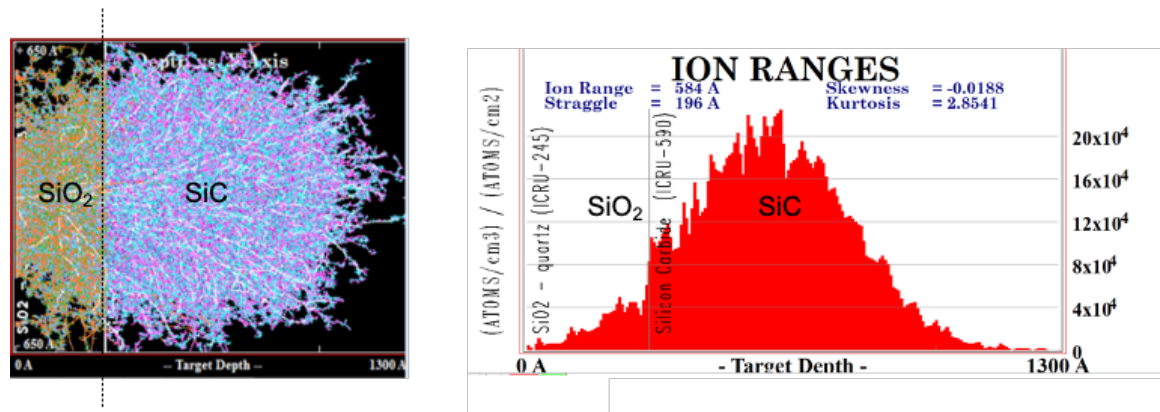 + 650 A
Depth vs. Y-Axis
SiO₂
SiC
SiO2
- 650 A
0 A
-- Target Depth --
1300 A
ION RANGES
Ion Range = 584 A
Skewness = -0.0188
Straggle = 196 A
Kurtosis = 2.8541
(ATOMS/cm3) / (ATOMS/cm2)
SiO2 - quartz (ICRU-245)
Silicon Carbide (ICRU-590)
SiO₂
SiC
20x10⁴
16x10⁴
12x10⁴
8x10⁴
4x10⁴
0
0 A
- Target Depth -
1300 A